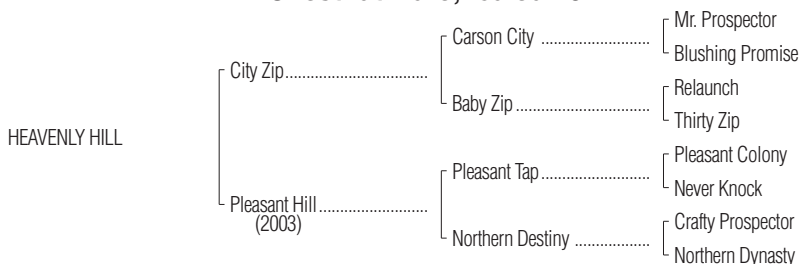 Mr. Prospector
Carson City ..............................
Blushing Promise
City Zip.......................................
Relaunch
Baby Zip .....................................
Thirty Zip
HEAVENLY HILL
Pleasant Colony
Pleasant Tap..............................
Never Knock
Pleasant Hill..............................
(2003)
Crafty Prospector
Northern Destiny .....................
Northern Dynasty